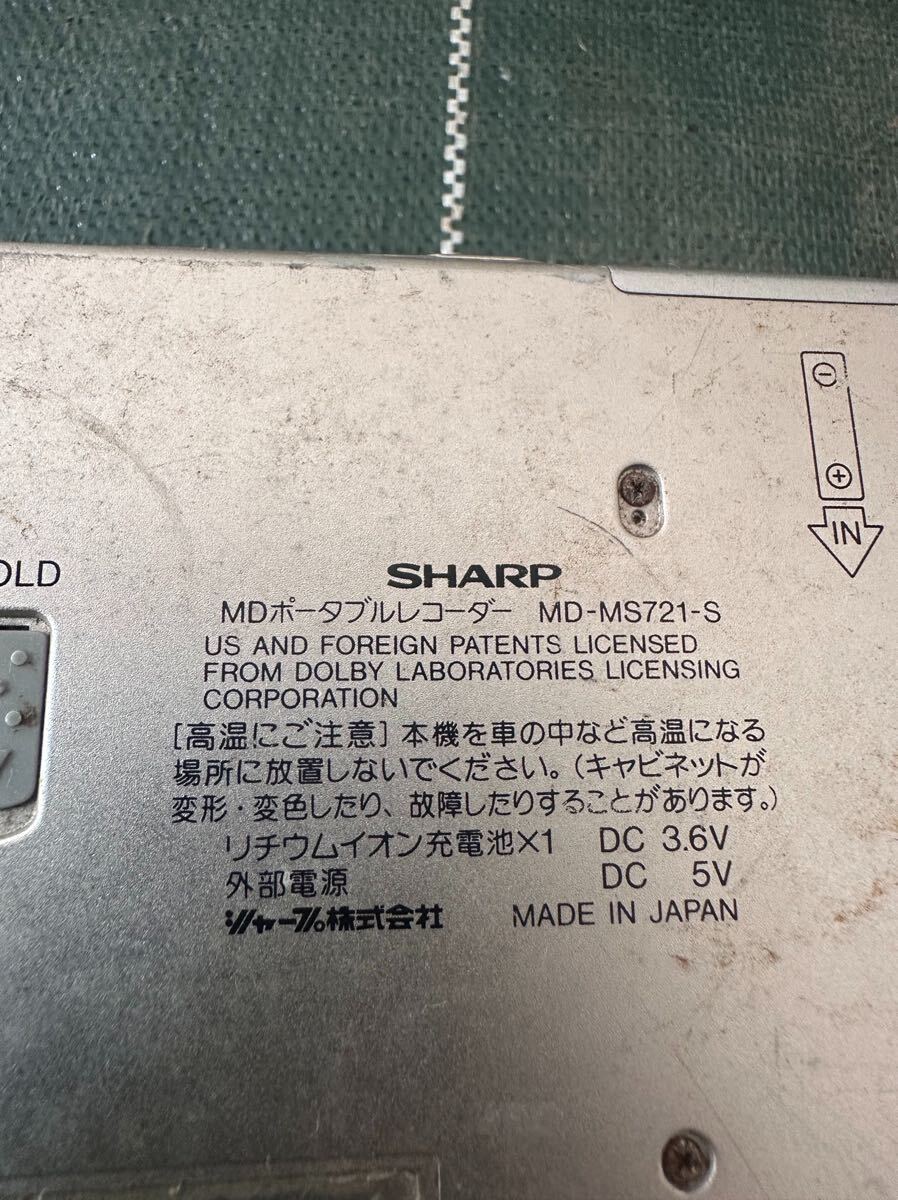 OLD
⊖
⊕
IN
SHARP
MDポータブルレコーダー MD-MS721-S
US AND FOREIGN PATENTS LICENSED
FROM DOLBY LABORATORIES LICENSING
CORPORATION
[高温にご注意] 本機を車の中など高温になる
場所に放置しないでください。(キャビネットが
変形・変色したり、故障したりすることがあります。)
リチウムイオン充電池×1 DC 3.6V
外部電源 DC 5V
シャープ株式会社 MADE IN JAPAN